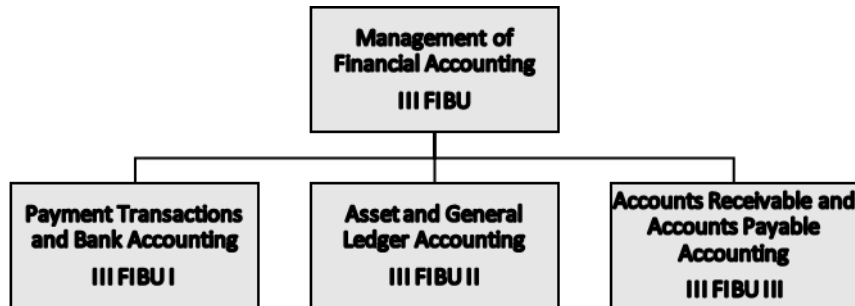 Management of
Financial Accounting
III FIBU
Payment Transactions
and Bank Accounting
III FIBU I
Asset and General
Ledger Accounting
III FIBU II
Accounts Receivable and
Accounts Payable
Accounting
III FIBU III